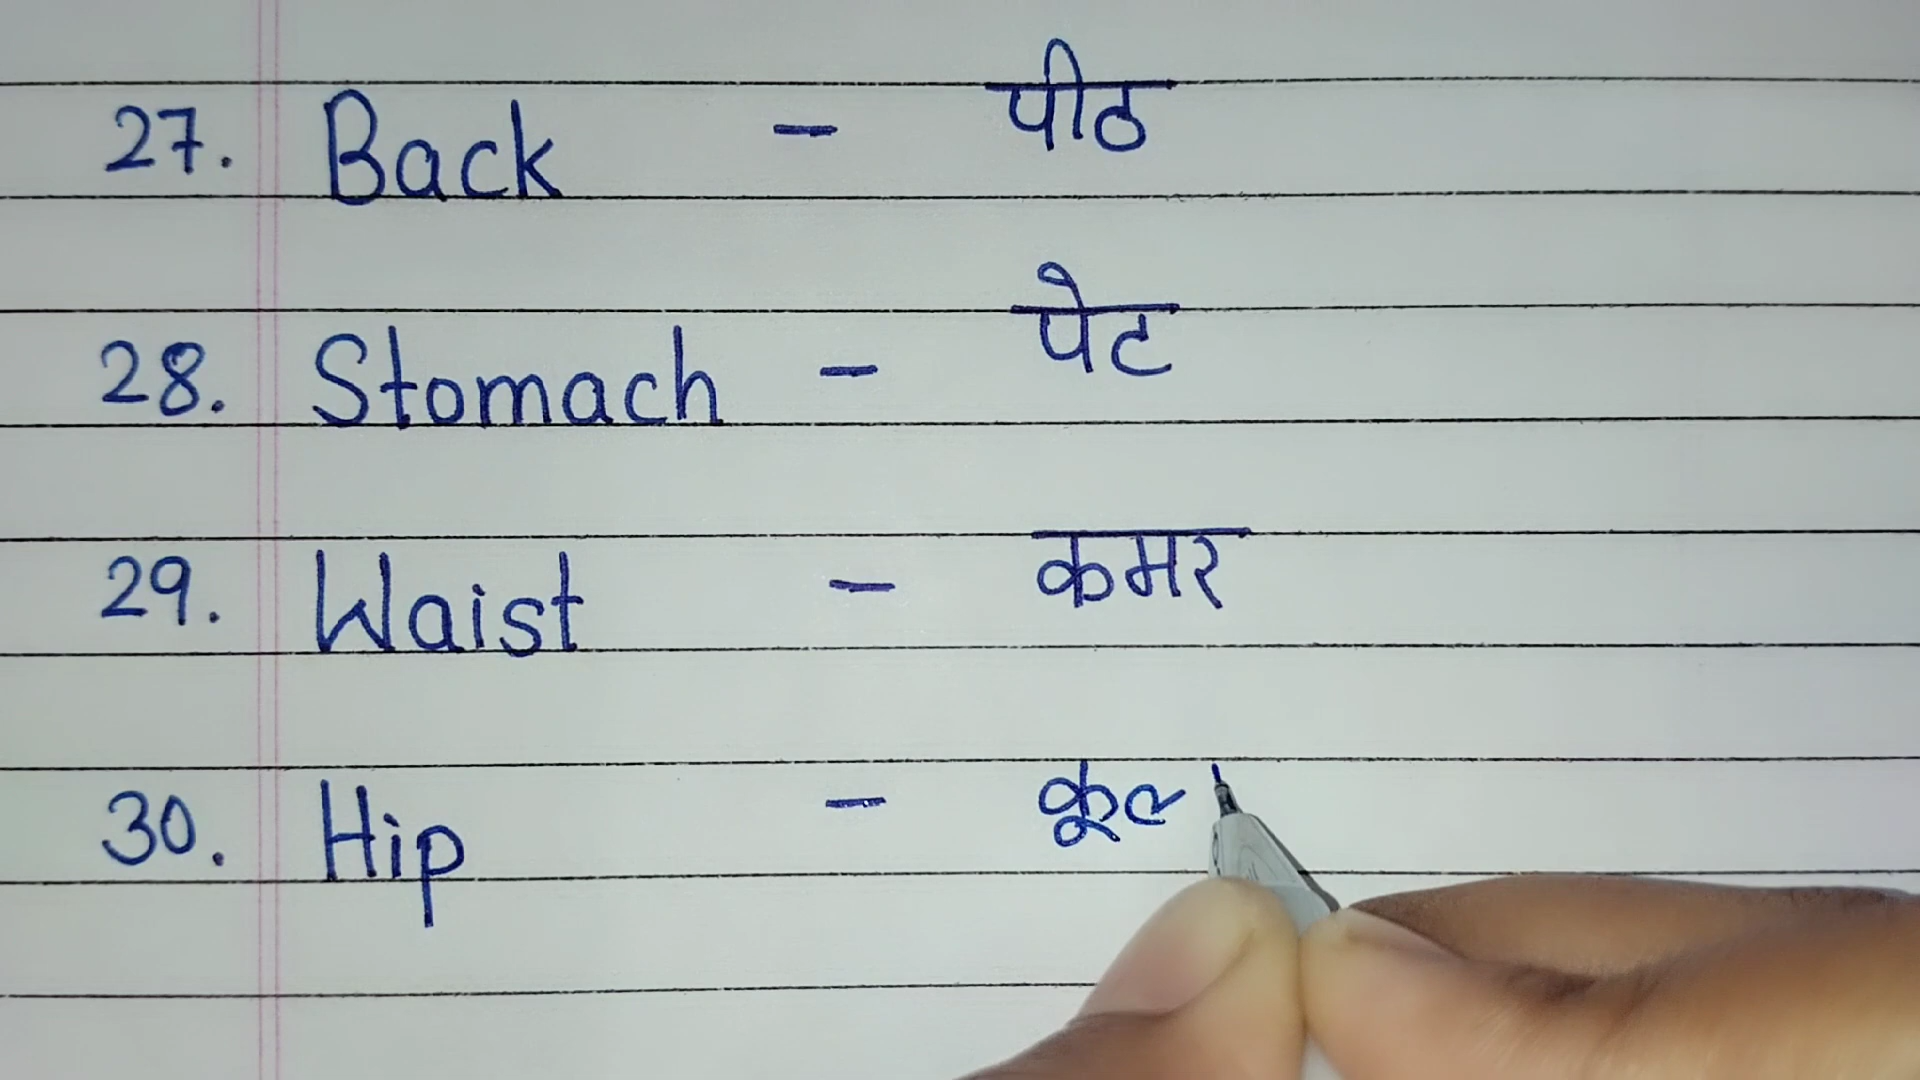 27. Back - पीठ
28. Stomach - पेट
29. Waist - कमर
30. Hip -